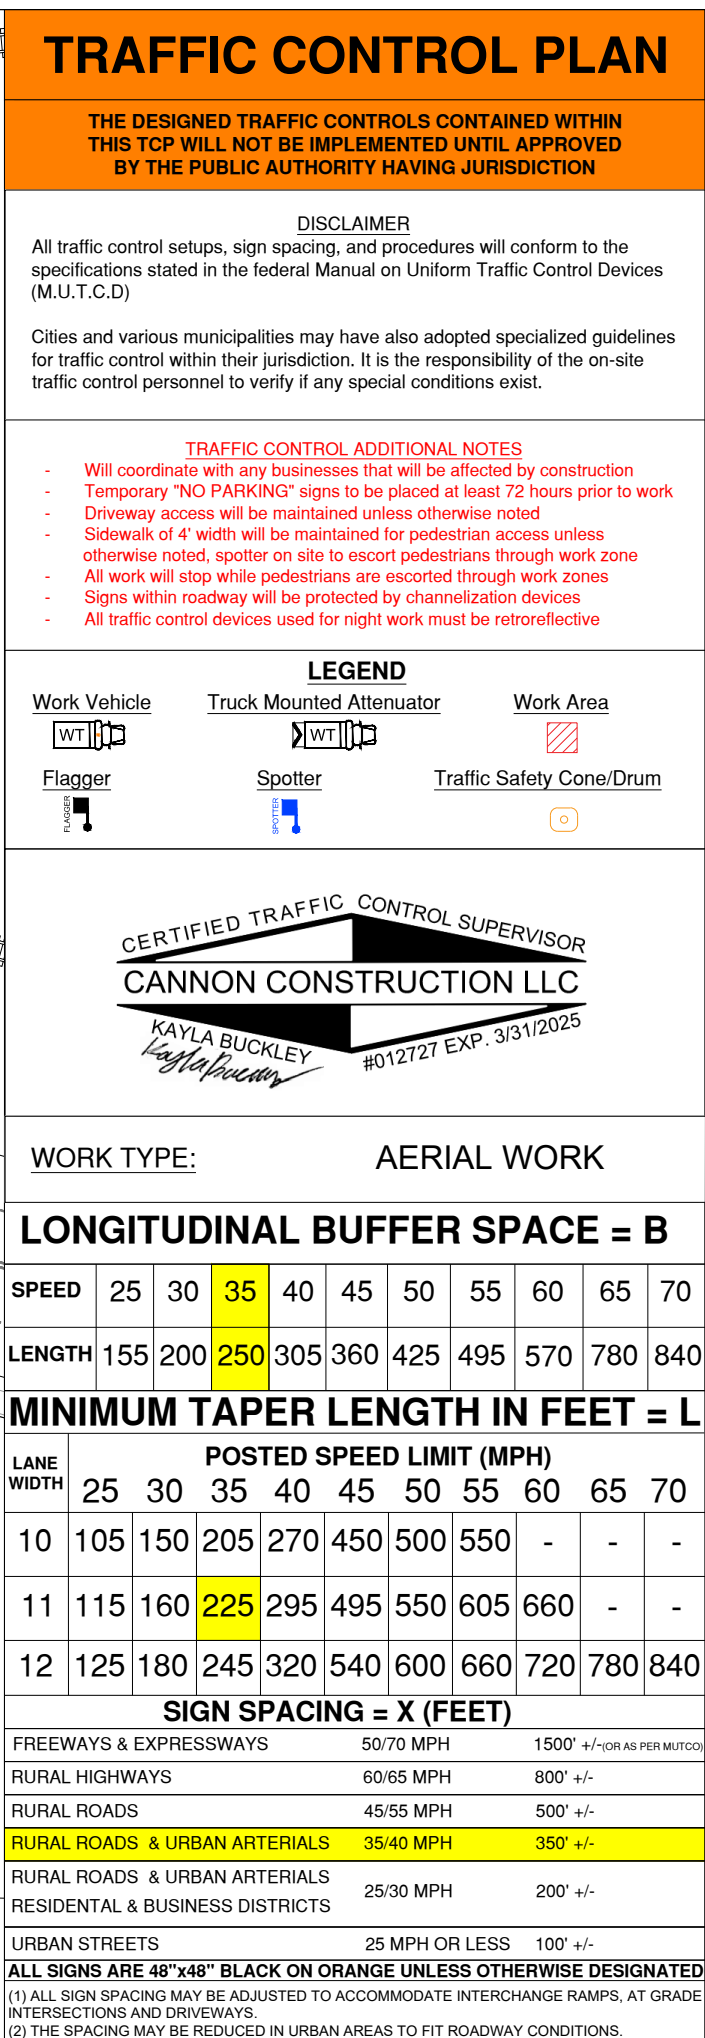 TRAFFIC CONTROL PLAN
THE DESIGNED TRAFFIC CONTROLS CONTAINED WITHIN
THIS TCP WILL NOT BE IMPLEMENTED UNTIL APPROVED
BY THE PUBLIC AUTHORITY HAVING JURISDICTION
DISCLAIMER
All traffic control setups, sign spacing, and procedures will conform to the
specifications stated in the federal Manual on Uniform Traffic Control Devices
(M.U.T.C.D)
Cities and various municipalities may have also adopted specialized guidelines
for traffic control within their jurisdiction. It is the responsibility of the on-site
traffic control personnel to verify if any special conditions exist.
TRAFFIC CONTROL ADDITIONAL NOTES
- Will coordinate with any businesses that will be affected by construction
- Temporary "NO PARKING" signs to be placed at least 72 hours prior to work
- Driveway access will be maintained unless otherwise noted
- Sidewalk of 4' width will be maintained for pedestrian access unless
otherwise noted, spotter on site to escort pedestrians through work zone
- All work will stop while pedestrians are escorted through work zones
- Signs within roadway will be protected by channelization devices
- All traffic control devices used for night work must be retroreflective
LEGEND
Work Vehicle Truck Mounted Attenuator Work Area
WT WT
Flagger Spotter Traffic Safety Cone/Drum
FLAGGER SPOTTER
CERTIFIED TRAFFIC CONTROL SUPERVISOR
CANNON CONSTRUCTION LLC
KAYLA BUCKLEY #012727 EXP. 3/31/2025
WORK TYPE: AERIAL WORK
LONGITUDINAL BUFFER SPACE = B
SPEED 25 30 35 40 45 50 55 60 65 70
LENGTH 155 200 250 305 360 425 495 570 780 840
MINIMUM TAPER LENGTH IN FEET = L
LANE WIDTH POSTED SPEED LIMIT (MPH)
25 30 35 40 45 50 55 60 65 70
10 105 150 205 270 450 500 550 - - -
11 115 160 225 295 495 550 605 660 - -
12 125 180 245 320 540 600 660 720 780 840
SIGN SPACING = X (FEET)
FREEWAYS & EXPRESSWAYS 50/70 MPH 1500' +/-(OR AS PER MUTCO)
RURAL HIGHWAYS 60/65 MPH 800' +/-
RURAL ROADS 45/55 MPH 500' +/-
RURAL ROADS & URBAN ARTERIALS 35/40 MPH 350' +/-
RURAL ROADS & URBAN ARTERIALS
RESIDENTAL & BUSINESS DISTRICTS 25/30 MPH 200' +/-
URBAN STREETS 25 MPH OR LESS 100' +/-
ALL SIGNS ARE 48"x48" BLACK ON ORANGE UNLESS OTHERWISE DESIGNATED
(1) ALL SIGN SPACING MAY BE ADJUSTED TO ACCOMMODATE INTERCHANGE RAMPS, AT GRADE
INTERSECTIONS AND DRIVEWAYS.
(2) THE SPACING MAY BE REDUCED IN URBAN AREAS TO FIT ROADWAY CONDITIONS.